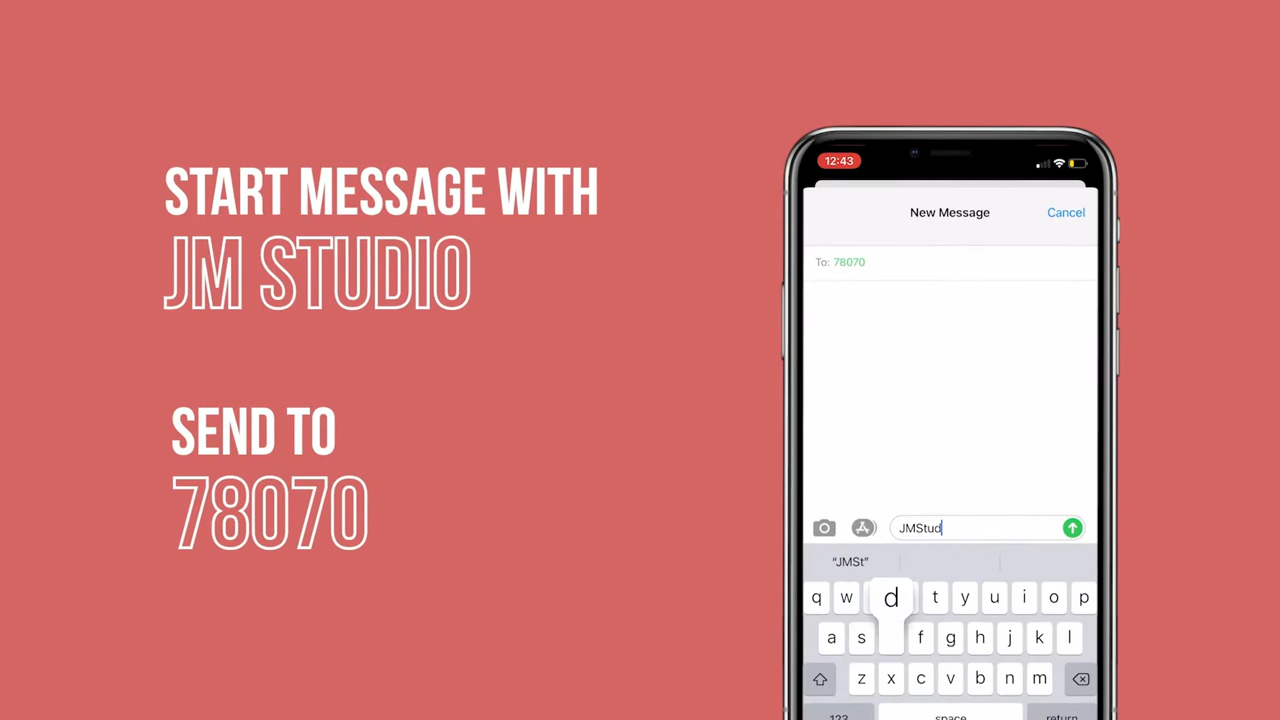 START MESSAGE WITH
JM STUDIO
SEND TO
78070
12:43
New Message
Cancel
To: 78070
JMStud
“JMSt”
q w d t y u i o p
a s f g h j k l
z x c v b n m
123 space return